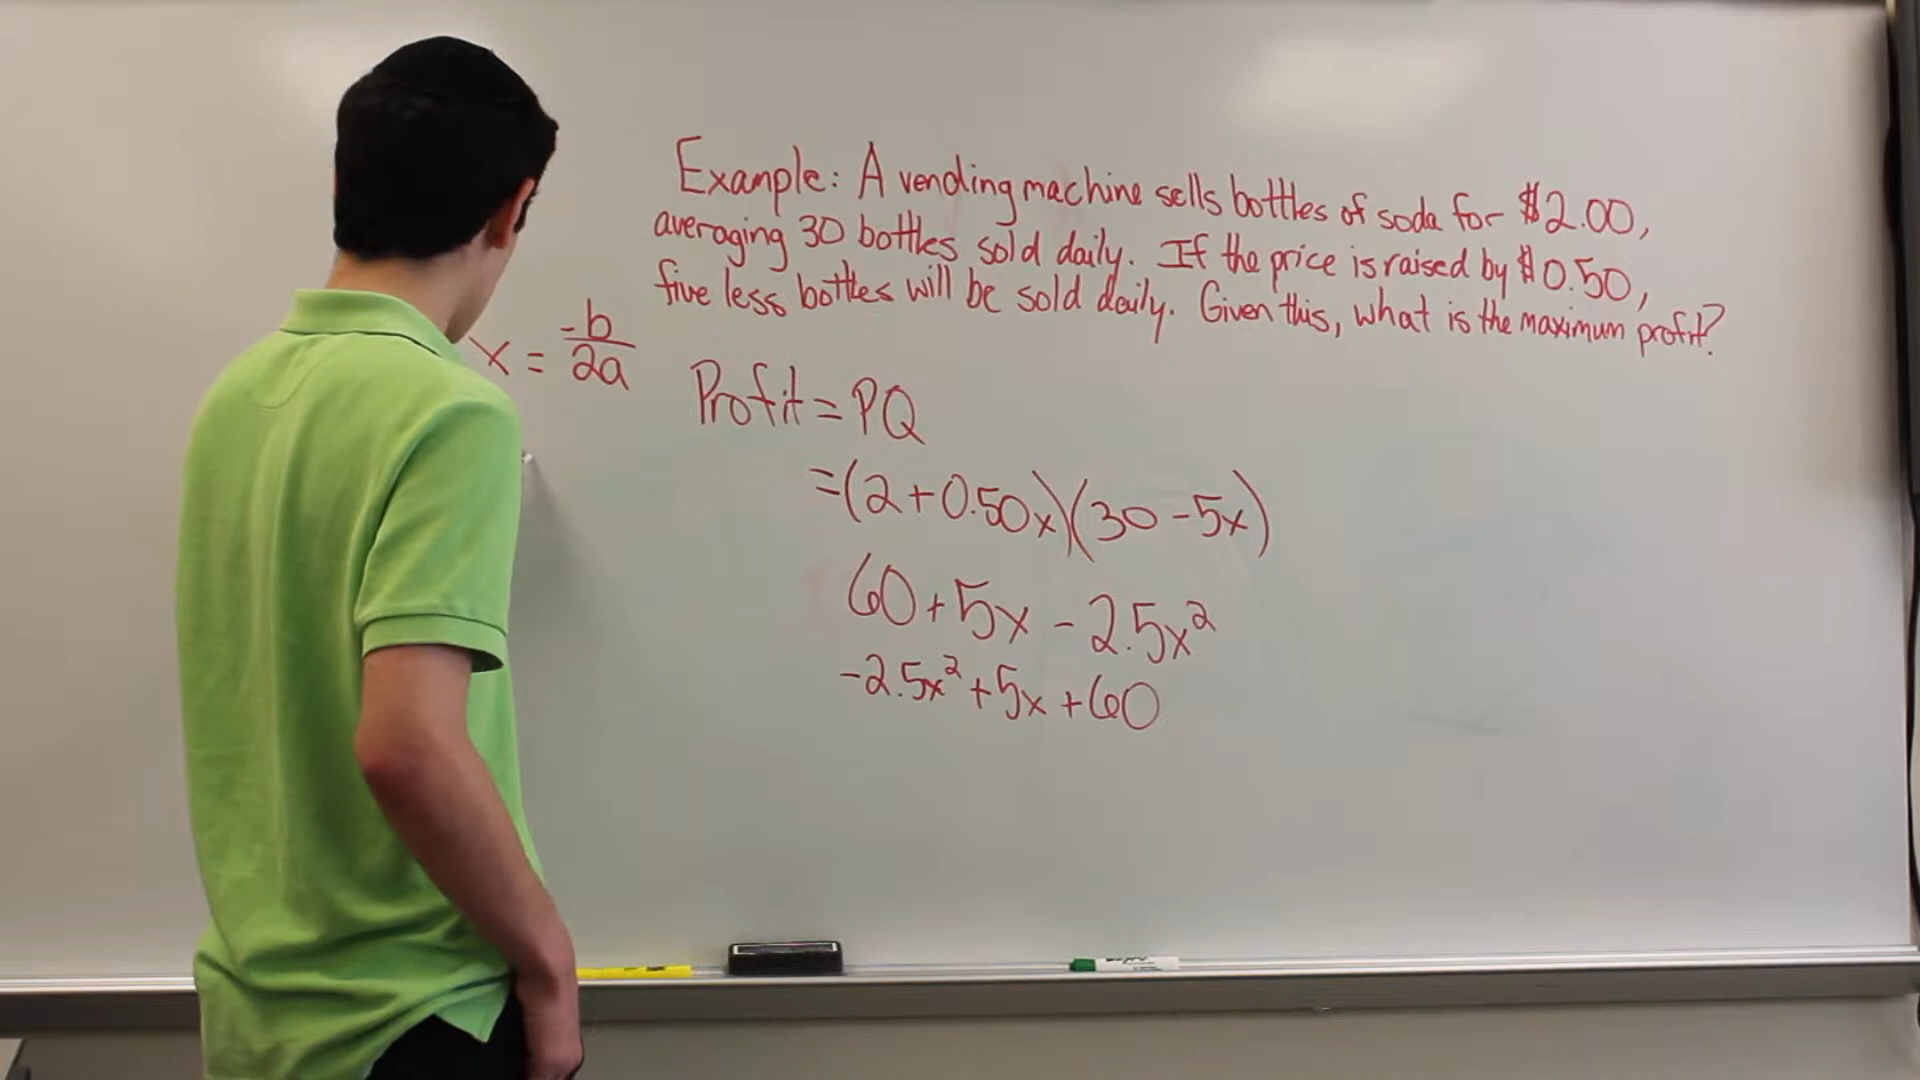 Example: A vending machine sells bottles of soda for $2.00,
averaging 30 bottles sold daily. If the price is raised by $0.50,
five less bottles will be sold daily. Given this, what is the maximum profit?
x = -b/2a
Profit = PQ
=(2+0.50x)(30-5x)
60+5x-2.5x²
-2.5x²+5x+60